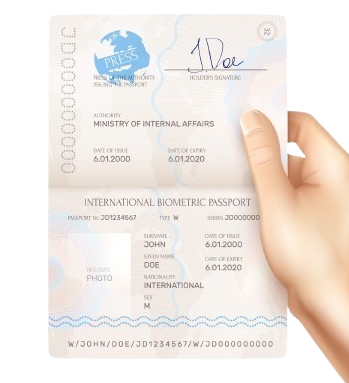 PRESS
J Doe
32
PRESS OF THE AUTHORITY
ISSUING THE PASSPORT
HOLDER'S SIGNATURE
AUTHORITY
MINISTRY OF INTERNAL AFFAIRS
DATE OF ISSUE DATE OF EXPIRY
6.01.2000 6.01.2020
INTERNATIONAL BIOMETRIC PASSPORT
PASSPORT No JD1234567 TYPE W SERIES JD00000
SURNAME DATE OF ISSUE
JOHN 6.01.2000
GIVEN NAME DATE OF EXPIRY
DOE 6.01.2020
NATIONALITY
INTERNATIONAL
HOLDER'S
PHOTO
SEX
M
W/JOHN/DOE/JD1234567/W/JD000000000